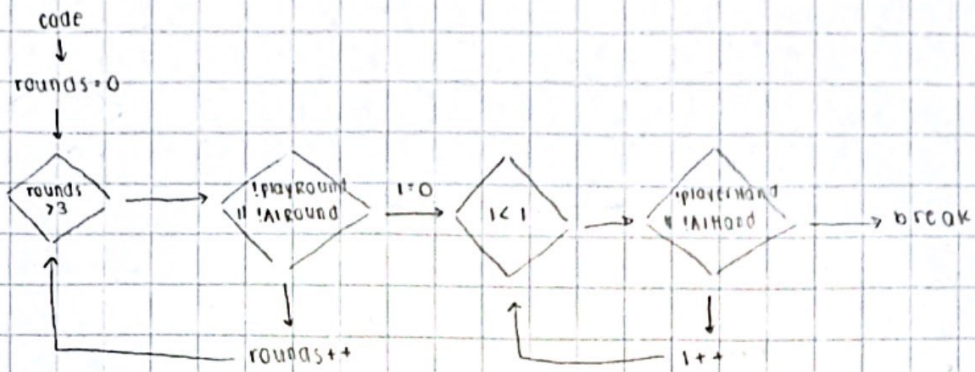 code
rounds=0
rounds
>3
!playRound
|| !AIRound
i=0
i < 1
!playerHand
|| !AIHand
break
rounds++
i++